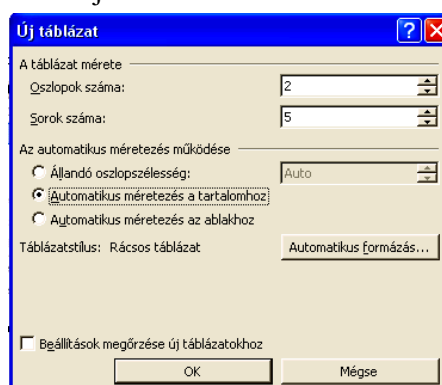 Új táblázat
A táblázat mérete
Oszlopok száma: 2
Sorok száma: 5
Az automatikus méretezés működése
Állandó oszlopszélesség: Auto
Automatikus méretezés a tartalomhoz
Automatikus méretezés az ablakhoz
Táblázatstílus: Rácsos táblázat Automatikus formázás...
Beállítások megőrzése új táblázatokhoz
OK Mégse